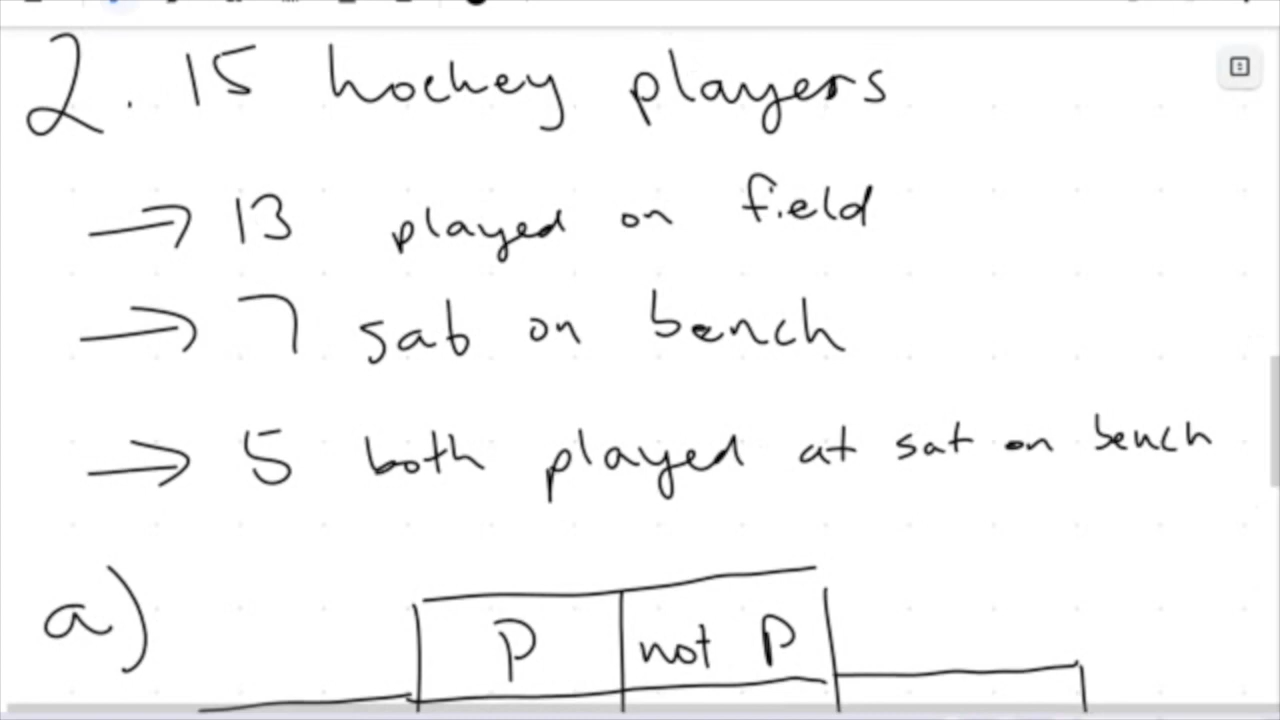 2. 15 hockey players
→ 13 played on field
→ 7 sat on bench
→ 5 both played at sat on bench
a)
P not P